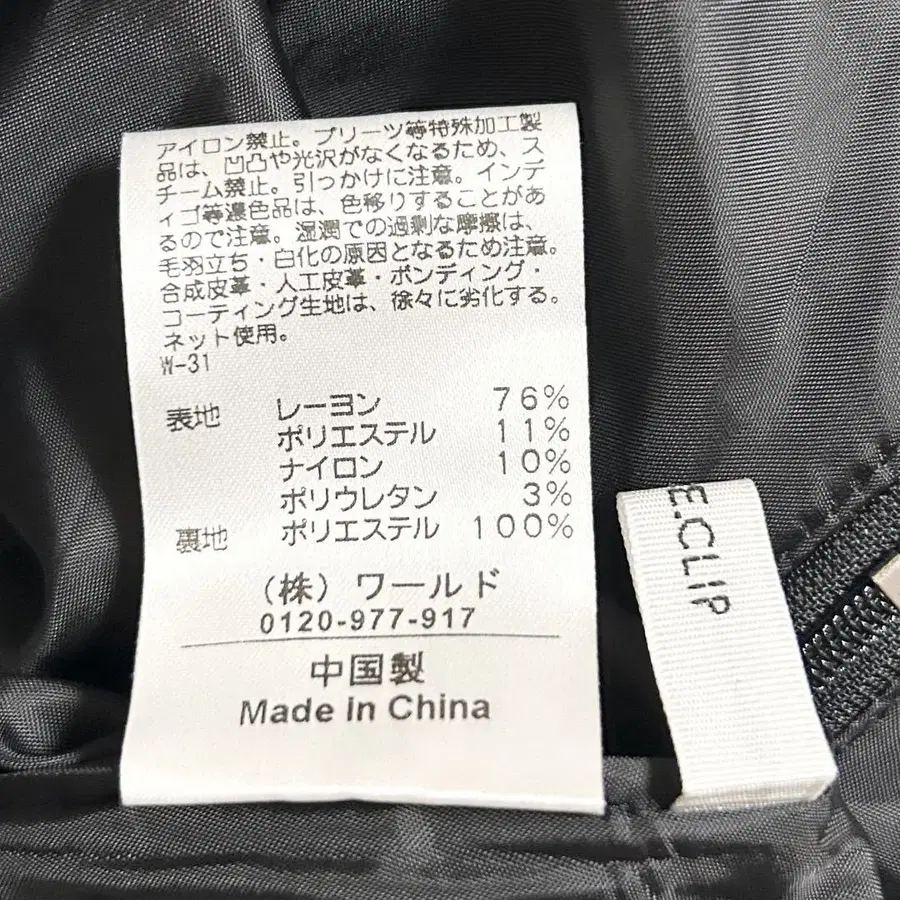 アイロン禁止。プリーツ等特殊加工製
品は、凹凸や光沢がなくなるため、ス
チーム禁止。引っかけに注意。インデ
ィゴ等濃色品は、色移りすることがあ
るので注意。湿潤での過剰な摩擦は、
毛羽立ち・白化の原因となるため注意。
合成皮革・人工皮革・ボンディング・
コーティング生地は、徐々に劣化する。
ネット使用。
W-31
表地 レーヨン 76%
ポリエステル 11%
ナイロン 10%
ポリウレタン 3%
裏地 ポリエステル 100%
(株) ワールド
0120-977-917
中国製
Made in China
E.CLIP